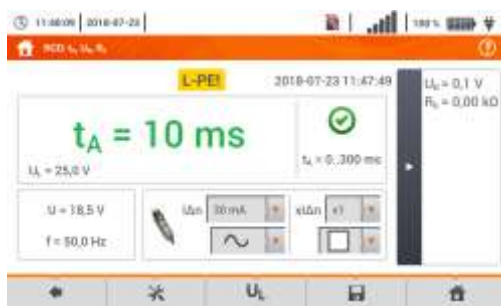 11:48:09 2018-07-23 100 %
RCD tA, UB, RE
L-PE! 2018-07-23 11:47:49
UB = 0,1 V
RE = 0,00 kΩ
tA = 10 ms
tA = 0..300 ms
UL = 25,0 V
U = 18,5 V
f = 50,0 Hz
IΔn 30 mA xIΔn x1
UL